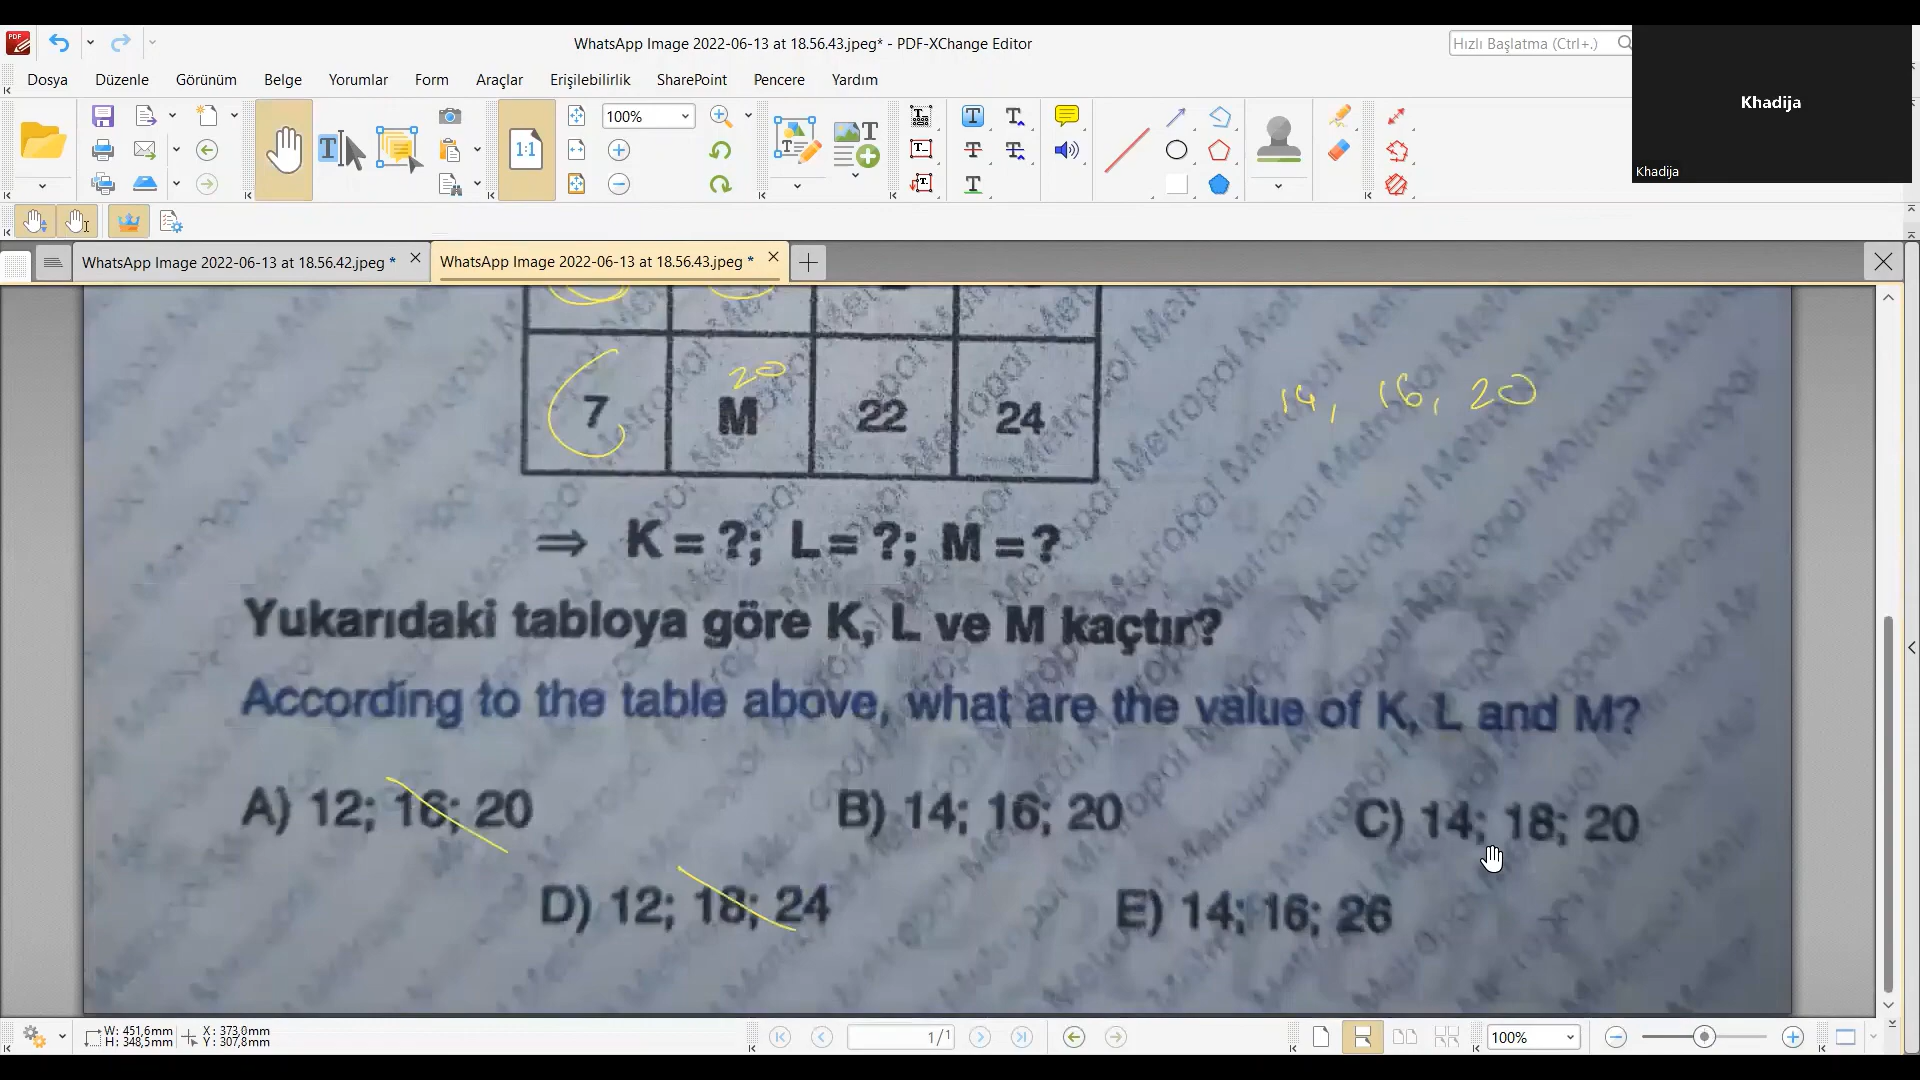 WhatsApp Image 2022-06-13 at 18.56.43.jpeg* - PDF-XChange Editor
Hızlı Başlatma (Ctrl+.)
Khadija
Khadija
Dosya Düzenle Görünüm Belge Yorumlar Form Araçlar Erişilebilirlik SharePoint Pencere Yardım
100%
1:1
WhatsApp Image 2022-06-13 at 18.56.42.jpeg *
WhatsApp Image 2022-06-13 at 18.56.43.jpeg *
20
7 M 22 24
14, 16, 20
⇒ K = ?; L = ?; M = ?
Yukarıdaki tabloya göre K, L ve M kaçtır?
According to the table above, what are the value of K, L and M?
A) 12; 16; 20 B) 14; 16; 20 C) 14; 18; 20
D) 12; 18; 24 E) 14; 16; 26
Metropol Metropol Metropol
W: 451,6mm X: 373,0mm
H: 348,5mm Y: 307,8mm
1/1
100%